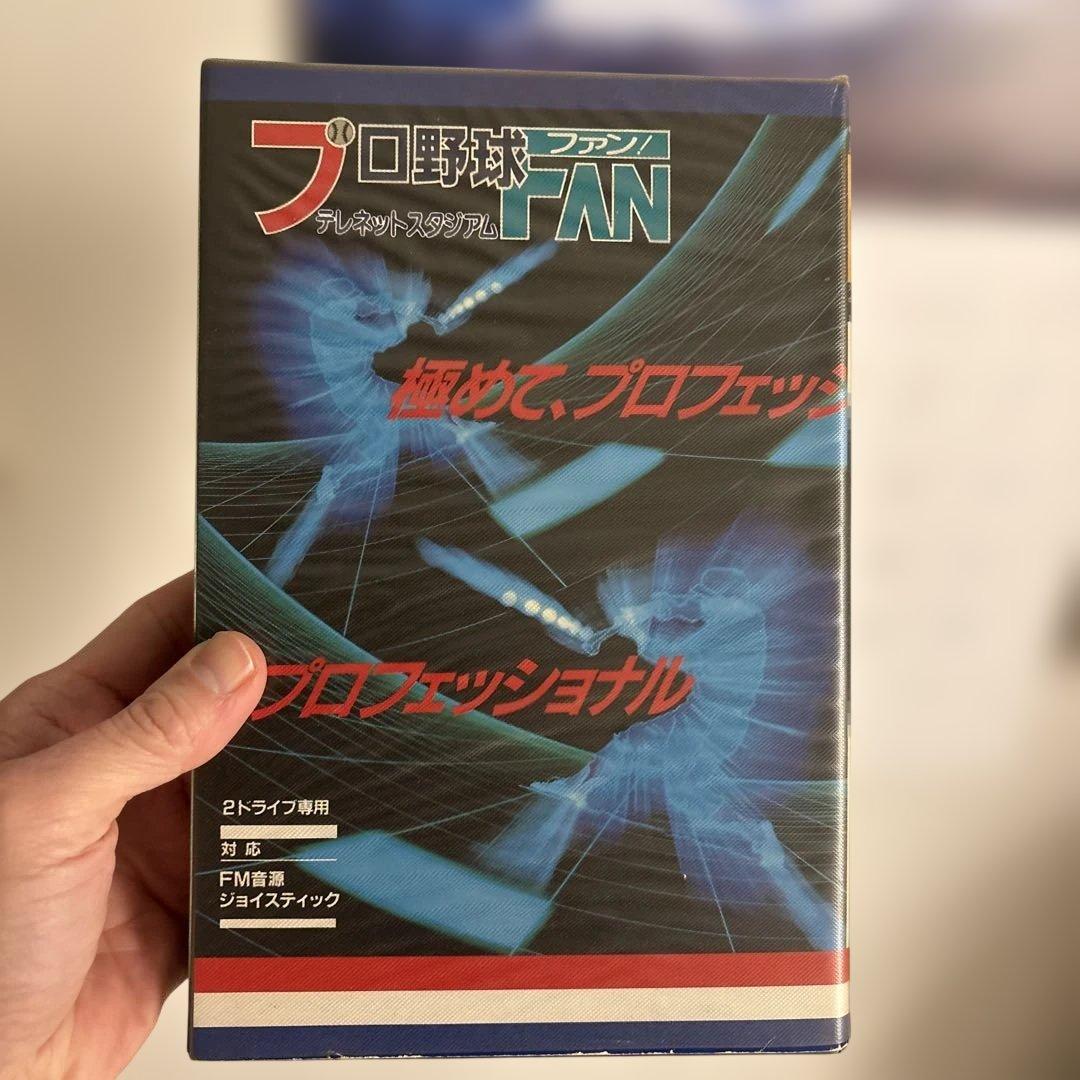 プロ野球ファン!
FAN
テレネットスタジアム
極めて、プロフェッシ
プロフェッショナル
2ドライブ専用
対応
FM音源
ジョイスティック